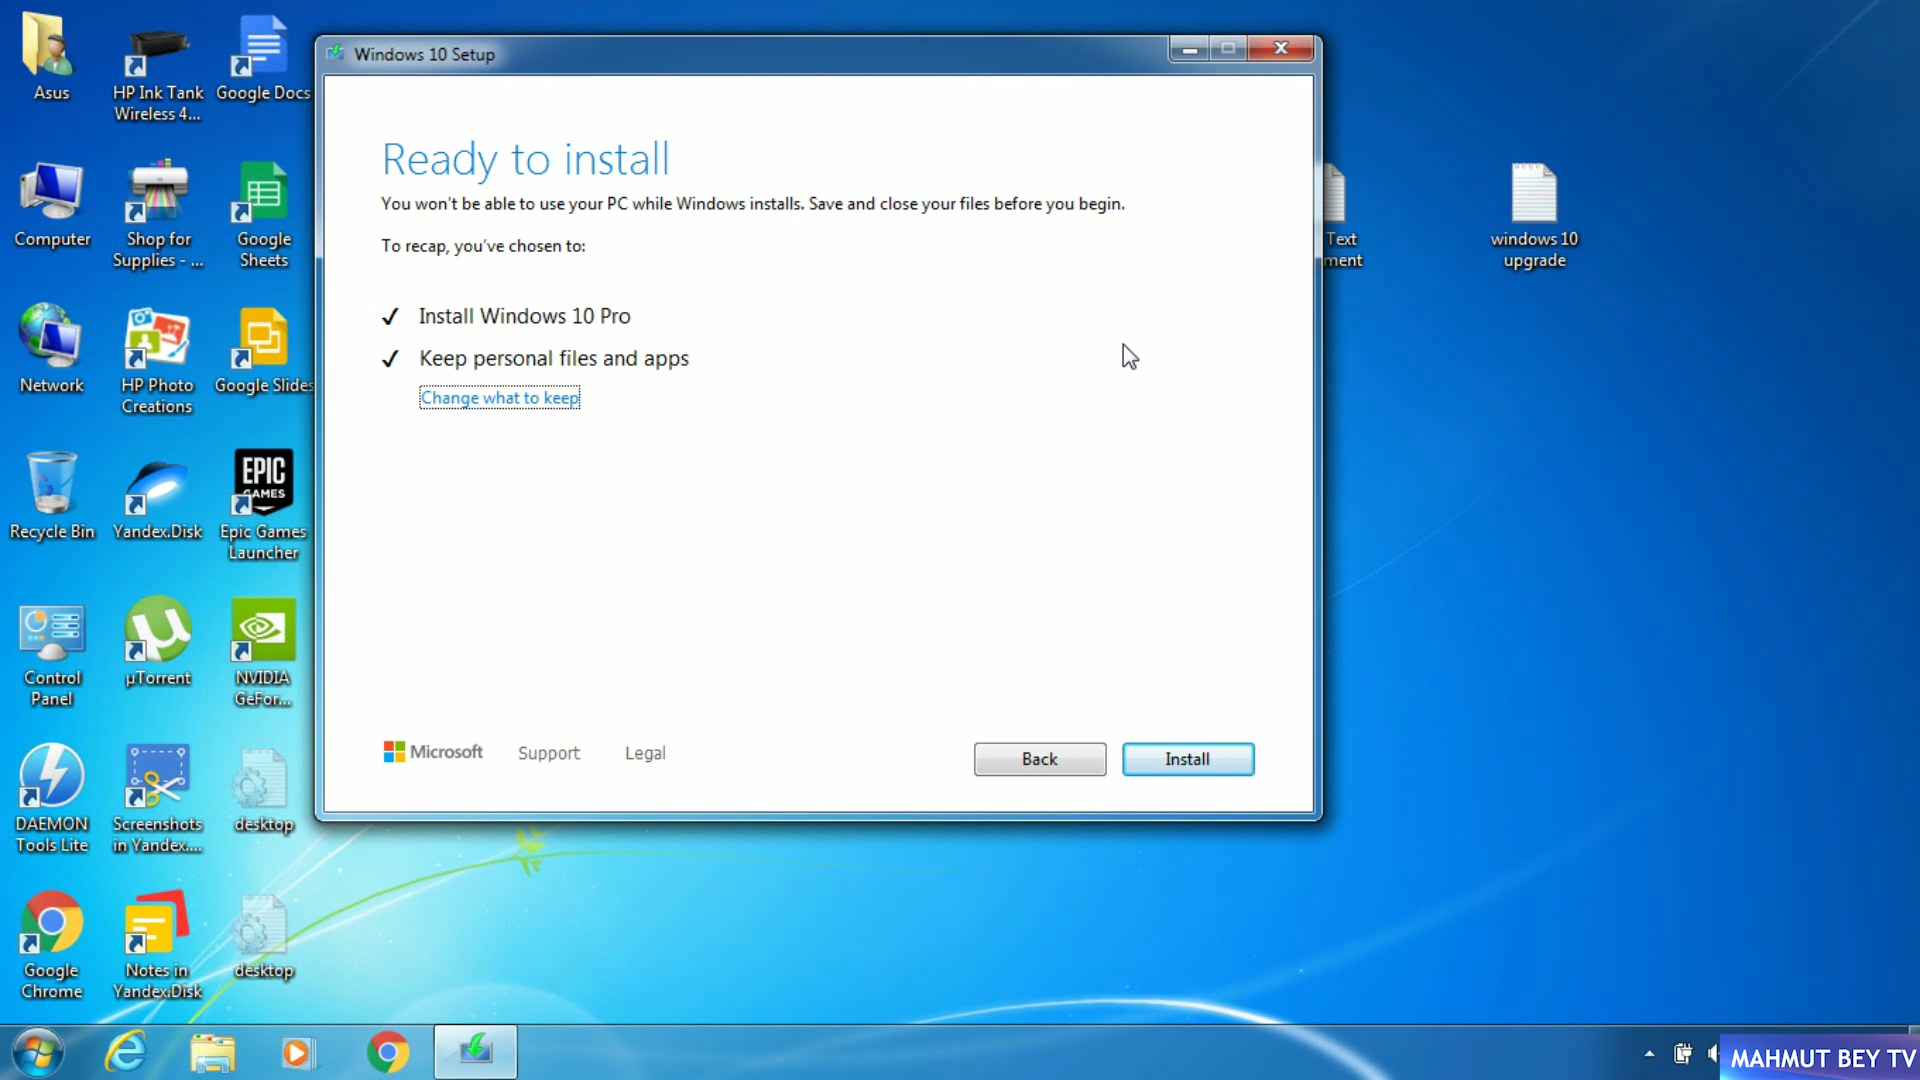 Windows 10 Setup
Ready to install
You won't be able to use your PC while Windows installs. Save and close your files before you begin.
To recap, you've chosen to:
✓ Install Windows 10 Pro
✓ Keep personal files and apps
Change what to keep
Microsoft
Support
Legal
Back
Install
Asus
HP Ink Tank
Wireless 4...
Google Docs
Computer
Shop for
Supplies - ...
Google
Sheets
Network
HP Photo
Creations
Google Slides
Recycle Bin
Yandex.Disk
EPIC
GAMES
Epic Games
Launcher
Control
Panel
µTorrent
NVIDIA
GeFor...
DAEMON
Tools Lite
Screenshots
in Yandex....
desktop
Google
Chrome
Notes in
Yandex.Disk
desktop
Text
ment
windows 10
upgrade
MAHMUT BEY TV